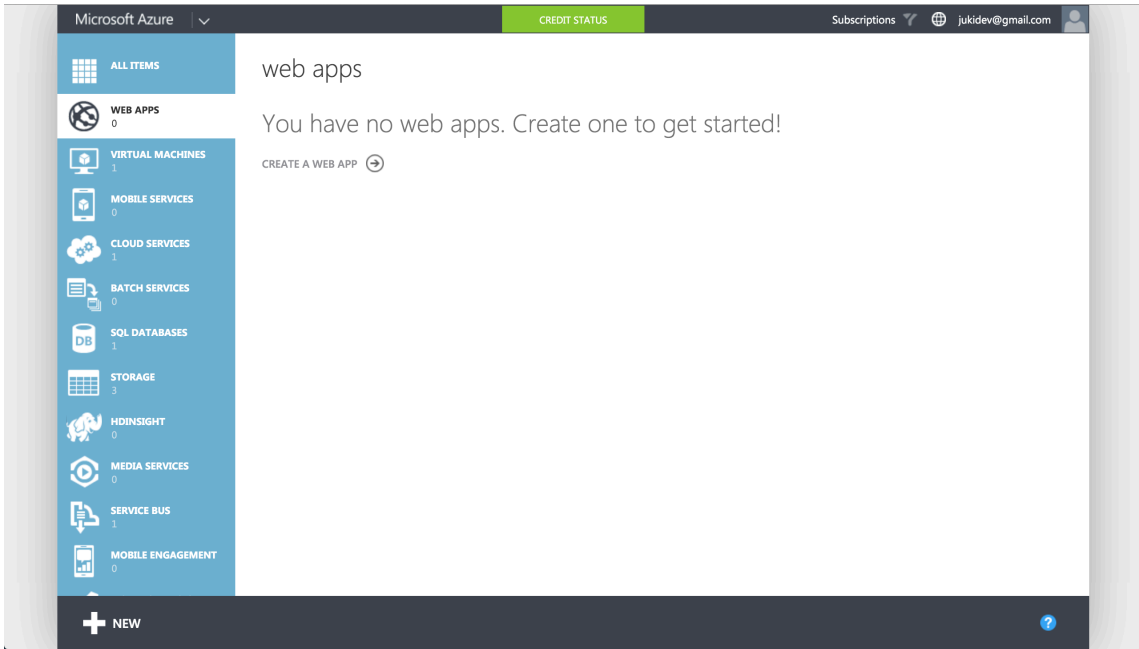 Microsoft Azure
CREDIT STATUS
Subscriptions
jukidev@gmail.com
ALL ITEMS
WEB APPS
0
VIRTUAL MACHINES
1
MOBILE SERVICES
0
CLOUD SERVICES
1
BATCH SERVICES
0
DB
SQL DATABASES
1
STORAGE
3
HDINSIGHT
0
MEDIA SERVICES
0
SERVICE BUS
1
MOBILE ENGAGEMENT
0
web apps
You have no web apps. Create one to get started!
CREATE A WEB APP
NEW
?